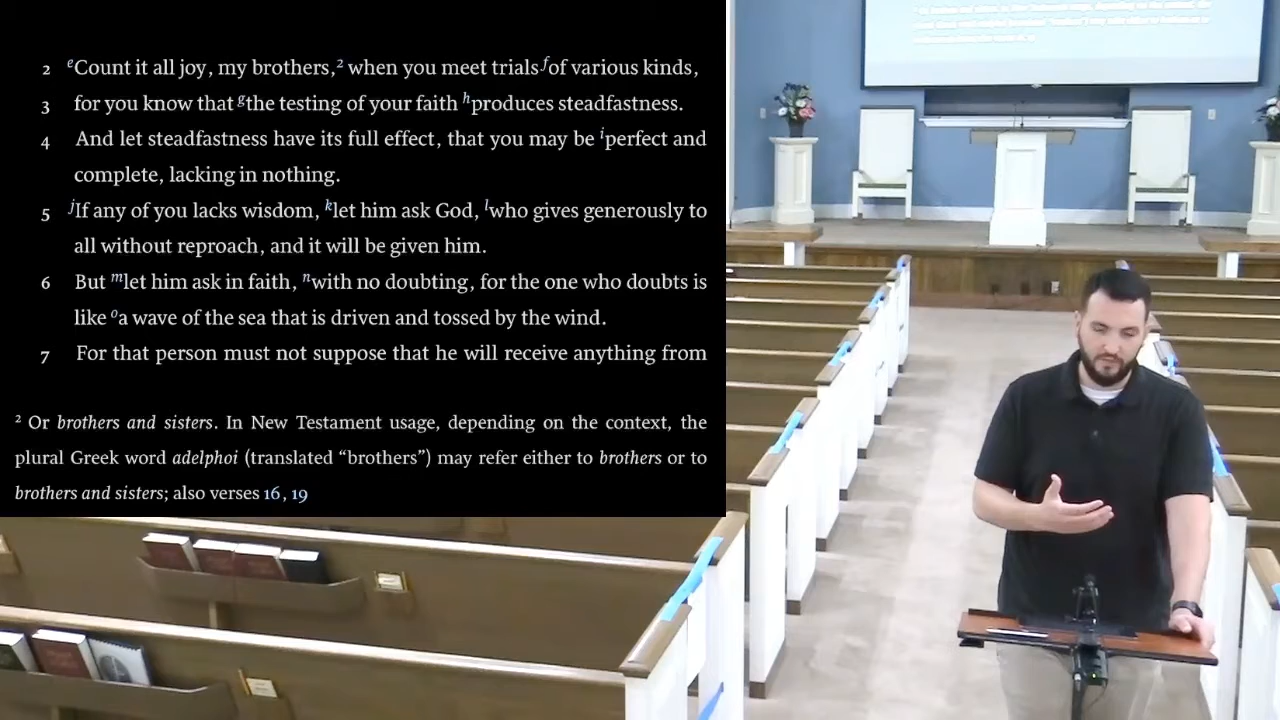 2 eCount it all joy, my brothers,2 when you meet trials fof various kinds,
3 for you know that gthe testing of your faith hproduces steadfastness.
4 And let steadfastness have its full effect, that you may be iperfect and
complete, lacking in nothing.
5 jIf any of you lacks wisdom, klet him ask God, lwho gives generously to
all without reproach, and it will be given him.
6 But mlet him ask in faith, nwith no doubting, for the one who doubts is
like oa wave of the sea that is driven and tossed by the wind.
7 For that person must not suppose that he will receive anything from
2 Or brothers and sisters. In New Testament usage, depending on the context, the
plural Greek word adelphoi (translated “brothers”) may refer either to brothers or to
brothers and sisters; also verses 16, 19